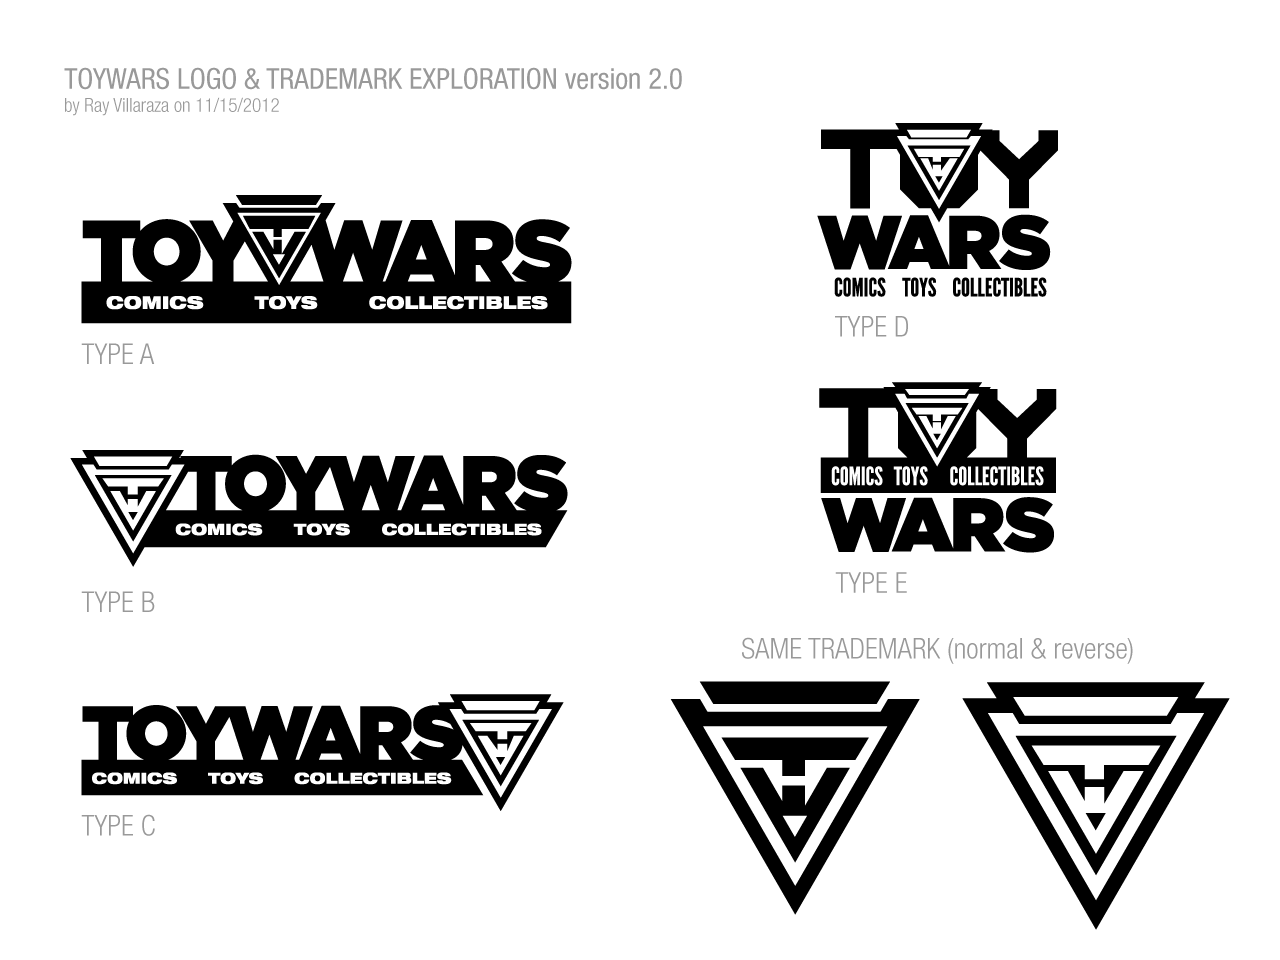 TOYWARS LOGO & TRADEMARK EXPLORATION version 2.0
by Ray Villaraza on 11/15/2012
TOYWARS
COMICS TOYS COLLECTIBLES
TYPE A
TOYWARS
COMICS TOYS COLLECTIBLES
TYPE B
TOYWARS
COMICS TOYS COLLECTIBLES
TYPE C
TOY
WARS
COMICS TOYS COLLECTIBLES
TYPE D
TOY
COMICS TOYS COLLECTIBLES
WARS
TYPE E
SAME TRADEMARK (normal & reverse)